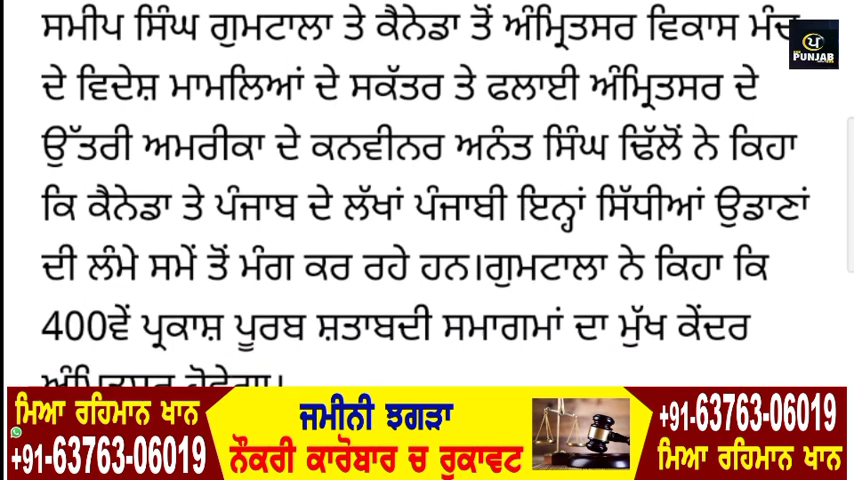 ਸਮੀਪ ਸਿੰਘ ਗੁਮਟਾਲਾ ਤੇ ਕੈਨੇਡਾ ਤੋਂ ਅੰਮ੍ਰਿਤਸਰ ਵਿਕਾਸ ਮੰਚ
ਪ PUNJAB
ਦੇ ਵਿਦੇਸ਼ ਮਾਮਲਿਆਂ ਦੇ ਸਕੱਤਰ ਤੇ ਫਲਾਈ ਅੰਮ੍ਰਿਤਸਰ ਦੇ
ਉੱਤਰੀ ਅਮਰੀਕਾ ਦੇ ਕਨਵੀਨਰ ਅਨੰਤ ਸਿੰਘ ਢਿੱਲੋਂ ਨੇ ਕਿਹਾ
ਕਿ ਕੈਨੇਡਾ ਤੇ ਪੰਜਾਬ ਦੇ ਲੱਖਾਂ ਪੰਜਾਬੀ ਇਨ੍ਹਾਂ ਸਿੱਧੀਆਂ ਉਡਾਣਾਂ
ਦੀ ਲੰਮੇ ਸਮੇਂ ਤੋਂ ਮੰਗ ਕਰ ਰਹੇ ਹਨ।ਗੁਮਟਾਲਾ ਨੇ ਕਿਹਾ ਕਿ
400ਵੇਂ ਪ੍ਰਕਾਸ਼ ਪੂਰਬ ਸ਼ਤਾਬਦੀ ਸਮਾਗਮਾਂ ਦਾ ਮੁੱਖ ਕੇਂਦਰ
ਅੰਮ੍ਰਿਤਸਰ ਹੋਵੇਗਾ।
ਮਿਆ ਰਹਿਮਾਨ ਖਾਨ
+91-63763-06019
ਜਮੀਨੀ ਝਗੜਾ
ਨੌਕਰੀ ਕਾਰੋਬਾਰ ਚ ਰੁਕਾਵਟ
+91-63763-06019
ਮਿਆ ਰਹਿਮਾਨ ਖਾਨ